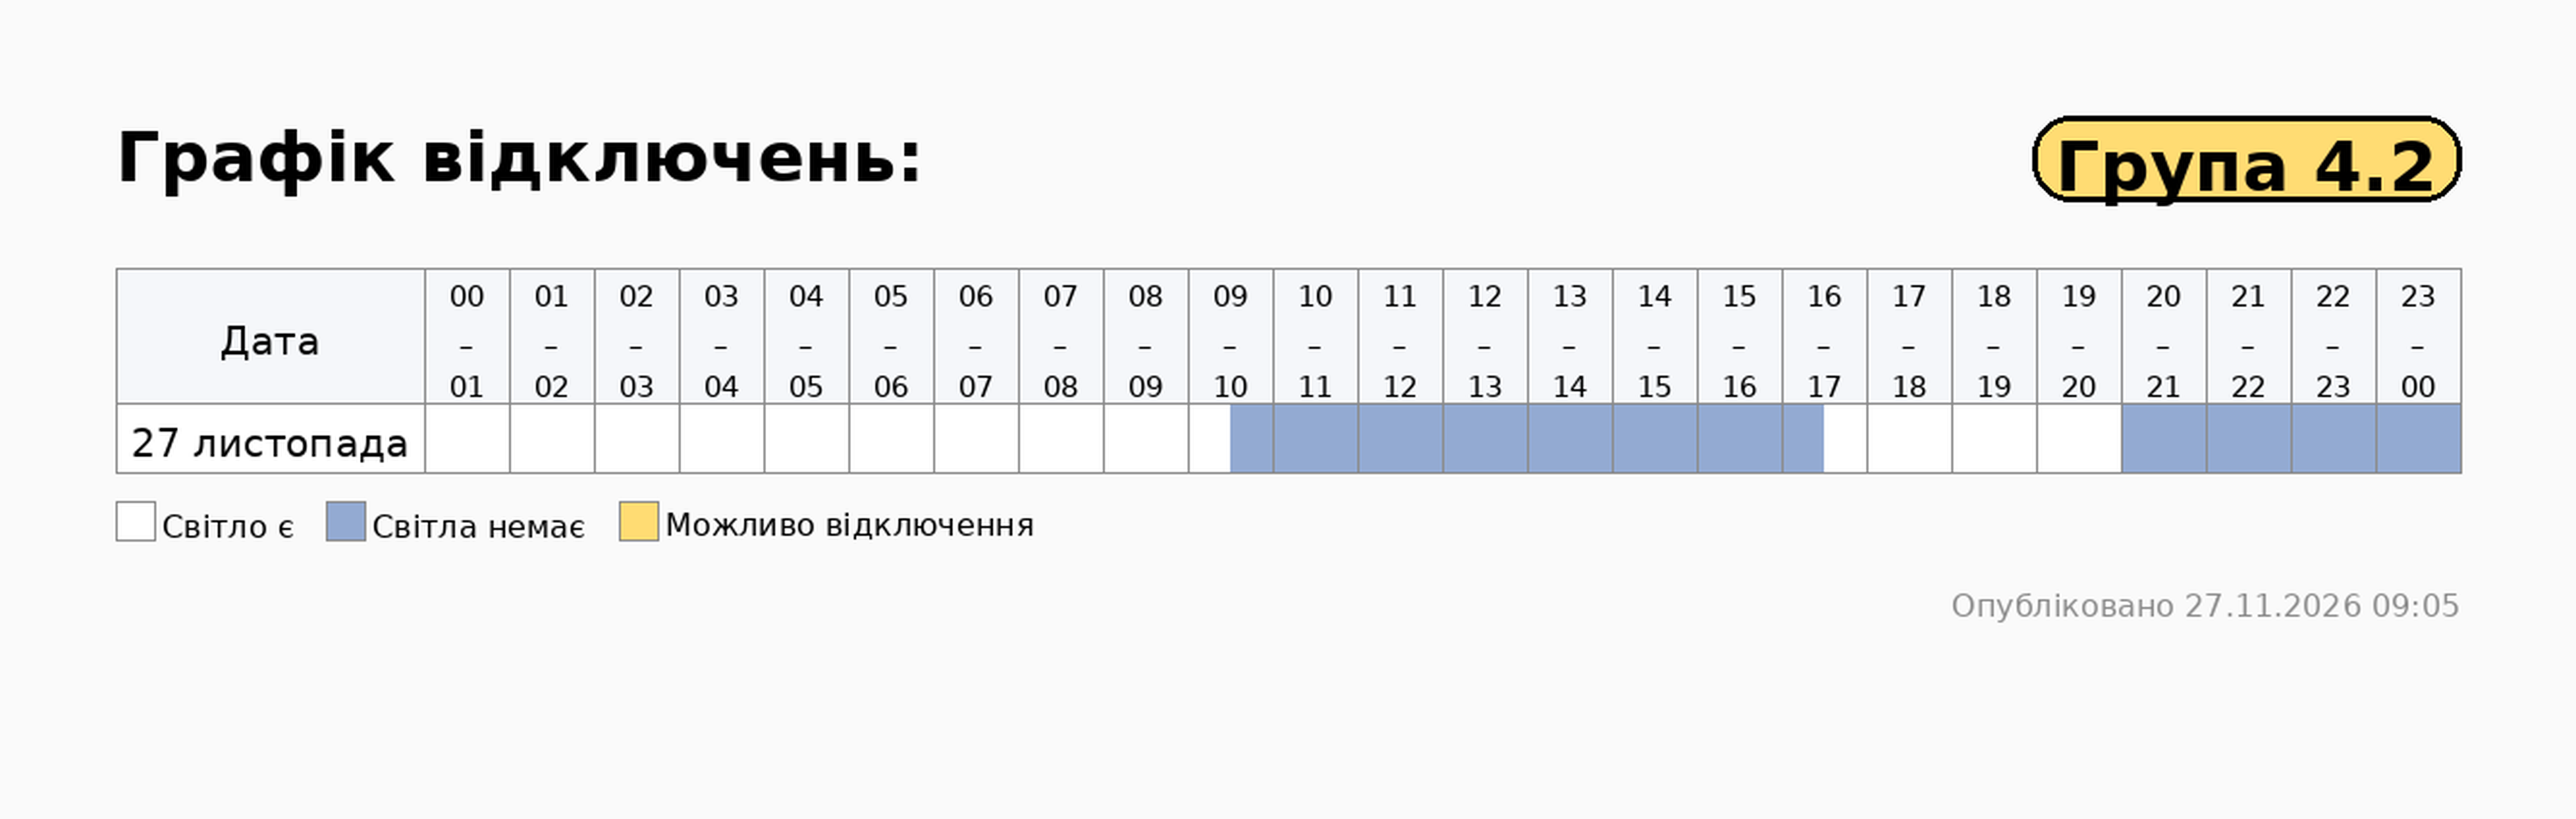 Графік відключень:
Група 4.2
Дата
00 – 01
01 – 02
02 – 03
03 – 04
04 – 05
05 – 06
06 – 07
07 – 08
08 – 09
09 – 10
10 – 11
11 – 12
12 – 13
13 – 14
14 – 15
15 – 16
16 – 17
17 – 18
18 – 19
19 – 20
20 – 21
21 – 22
22 – 23
23 – 00
27 листопада
Світло є
Світла немає
Можливо відключення
Опубліковано 27.11.2026 09:05